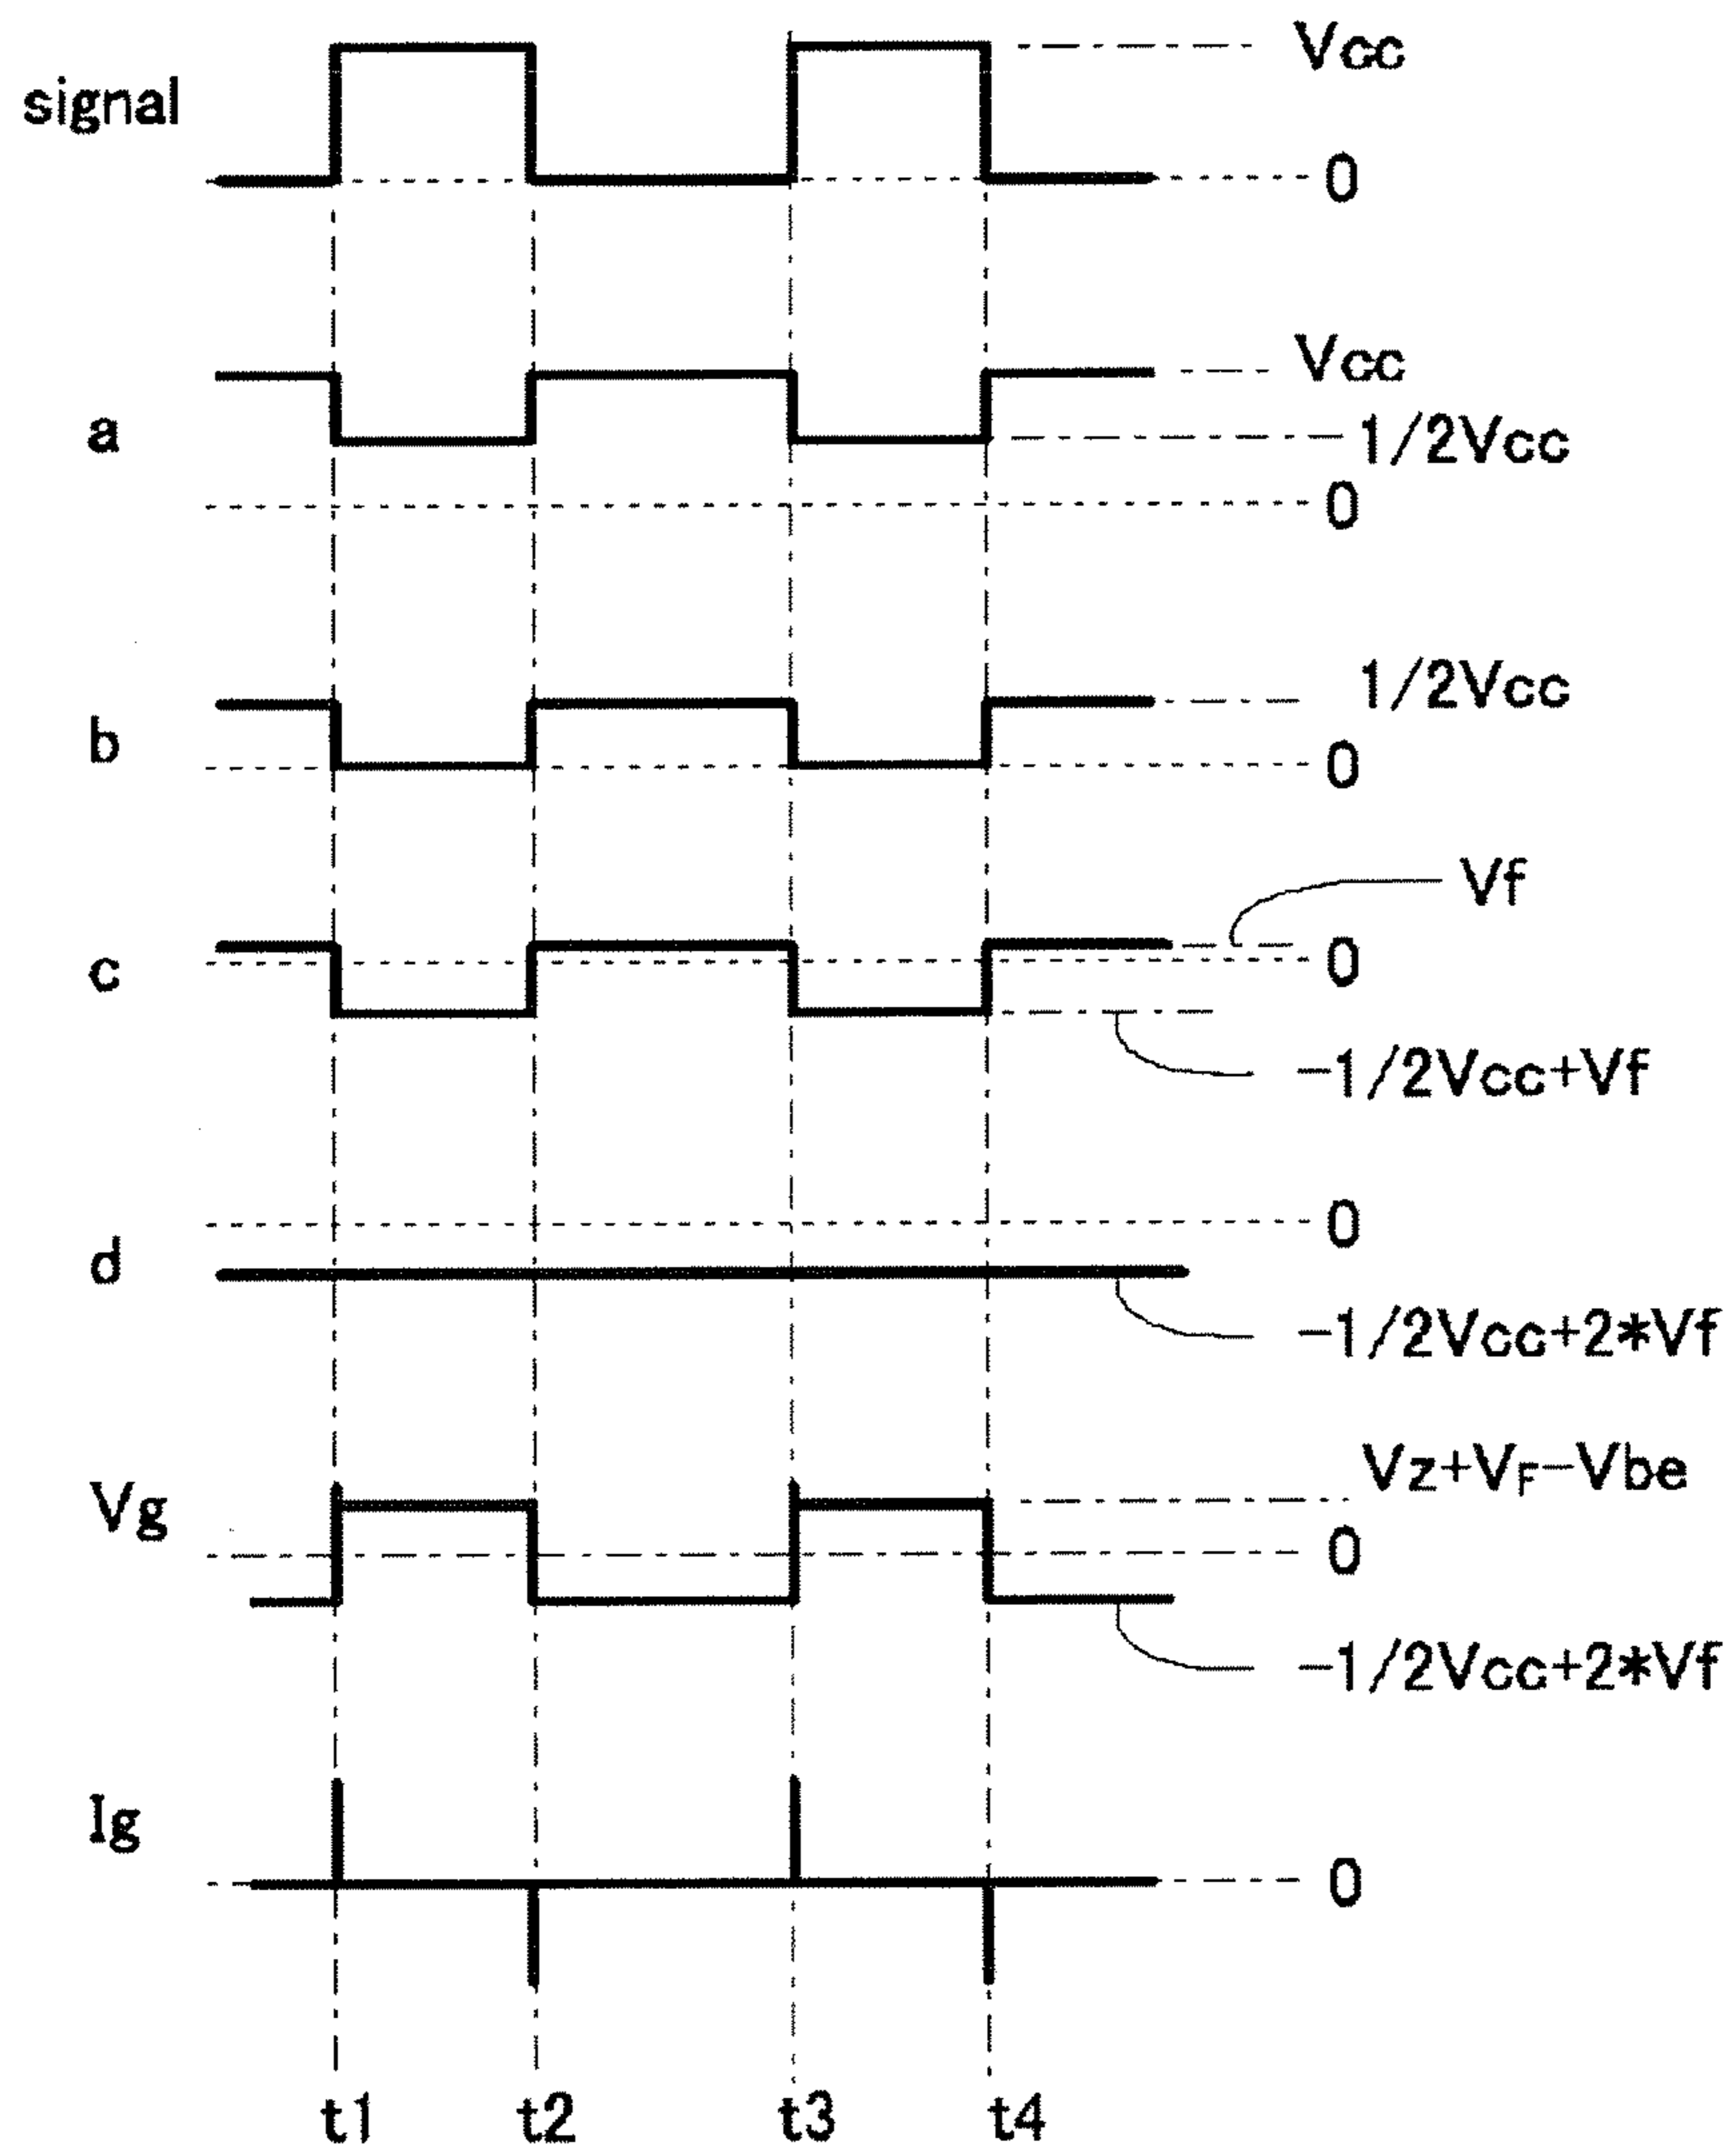 Vcc
signal
0
Vcc
a
1/2Vcc
0
1/2Vcc
b
0
Vf
c
0
-1/2Vcc+Vf
0
d
-1/2Vcc+2*Vf
Vz+VF-Vbe
Vg
0
-1/2Vcc+2*Vf
Ig
0
t1 t2 t3 t4